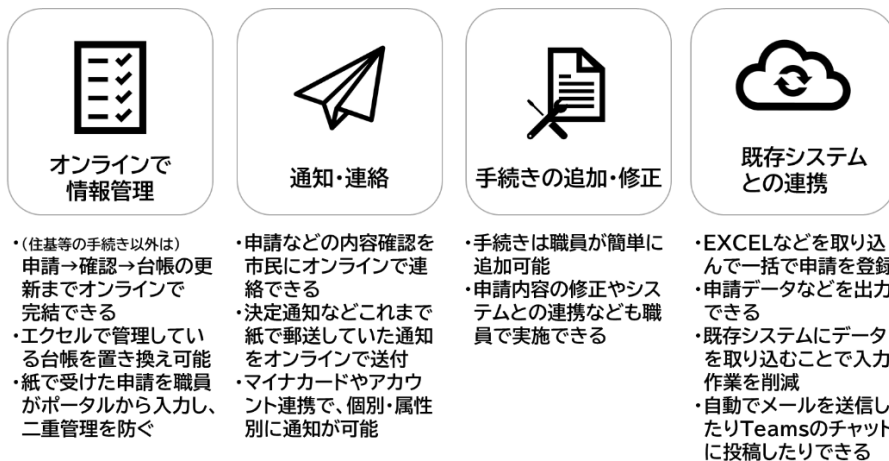 オンラインで
情報管理
・(住基等の手続き以外は)
申請→確認→台帳の更
新までオンラインで
完結できる
・エクセルで管理してい
る台帳を置き換え可能
・紙で受けた申請を職員
がポータルから入力し、
二重管理を防ぐ
通知・連絡
・申請などの内容確認を
市民にオンラインで連
絡できる
・決定通知などこれまで
紙で郵送していた通知
をオンラインで送付
・マイナカードやアカウ
ント連携で、個別・属性
別に通知が可能
手続きの追加・修正
・手続きは職員が簡単に
追加可能
・申請内容の修正やシス
テムとの連携なども職
員で実施できる
既存システム
との連携
・EXCELなどを取り込
んで一括で申請を登録
・申請データなどを出力
できる
・既存システムにデータ
を取り込むことで入力
作業を削減
・自動でメールを送信し
たりTeamsのチャット
に投稿したりできる